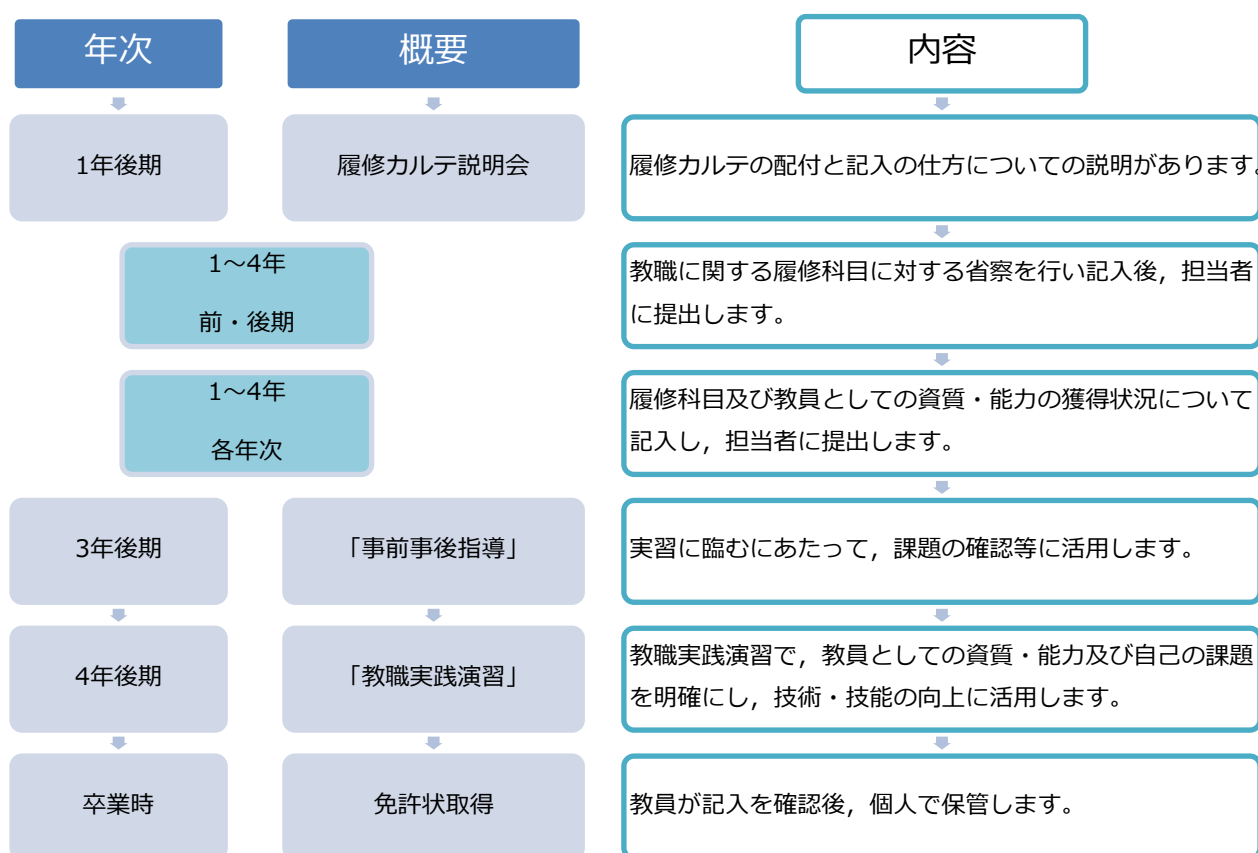 年次
概要
内容
1年後期
履修カルテ説明会
履修カルテの配付と記入の仕方についての説明があります。
1～4年
前・後期
教職に関する履修科目に対する省察を行い記入後，担当者
に提出します。
1～4年
各年次
履修科目及び教員としての資質・能力の獲得状況について
記入し，担当者に提出します。
3年後期
「事前事後指導」
実習に臨むにあたって，課題の確認等に活用します。
4年後期
「教職実践演習」
教職実践演習で，教員としての資質・能力及び自己の課題
を明確にし，技術・技能の向上に活用します。
卒業時
免許状取得
教員が記入を確認後，個人で保管します。